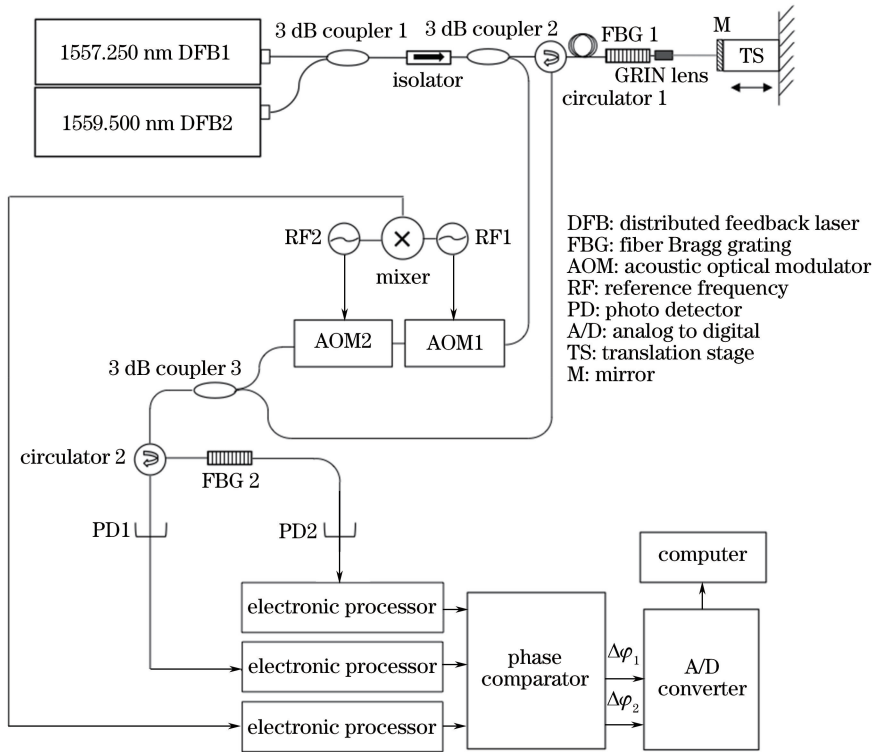 3 dB coupler 1
3 dB coupler 2
M
1557.250 nm DFB1
FBG 1
TS
isolator
GRIN lens
circulator 1
1559.500 nm DFB2
RF2
RF1
mixer
DFB: distributed feedback laser
FBG: fiber Bragg grating
AOM: acoustic optical modulator
RF: reference frequency
PD: photo detector
A/D: analog to digital
TS: translation stage
M: mirror
AOM2
AOM1
3 dB coupler 3
circulator 2
FBG 2
PD1
PD2
computer
electronic processor
electronic processor
electronic processor
phase
comparator
Δφ1
Δφ2
A/D
converter